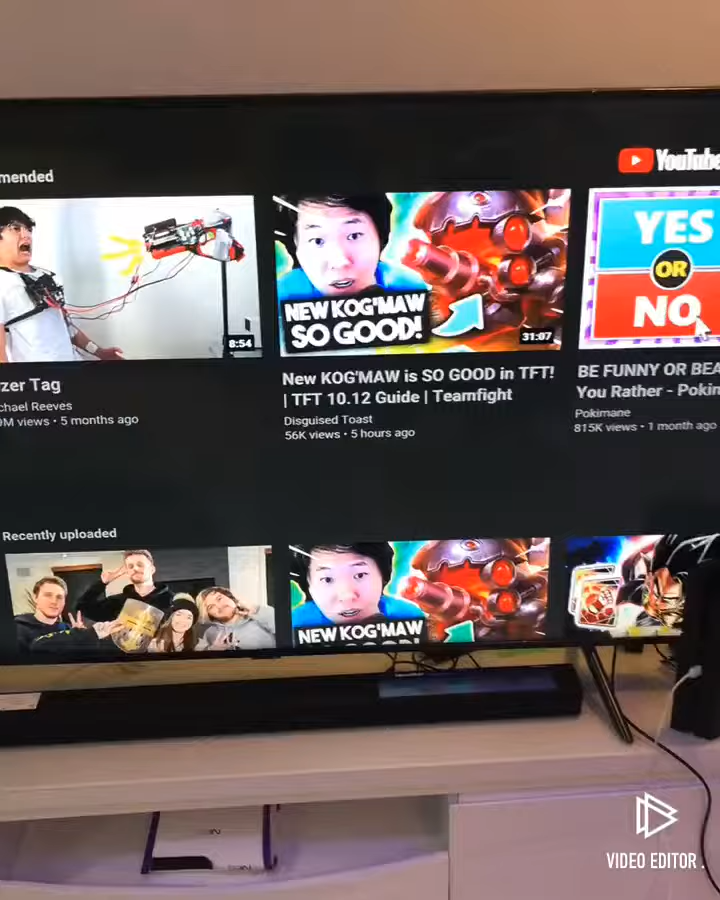 YouTube
mended
YES
OR
NO
NEW KOG'MAW
SO GOOD!
8:54
31:07
zer Tag
chael Reeves
9M views • 5 months ago
New KOG'MAW is SO GOOD in TFT!
| TFT 10.12 Guide | Teamfight
Disguised Toast
56K views • 5 hours ago
BE FUNNY OR BEA
You Rather - Pokim
Pokimane
815K views • 1 month ago
Recently uploaded
NEW KOG'MAW
VIDEO EDITOR.